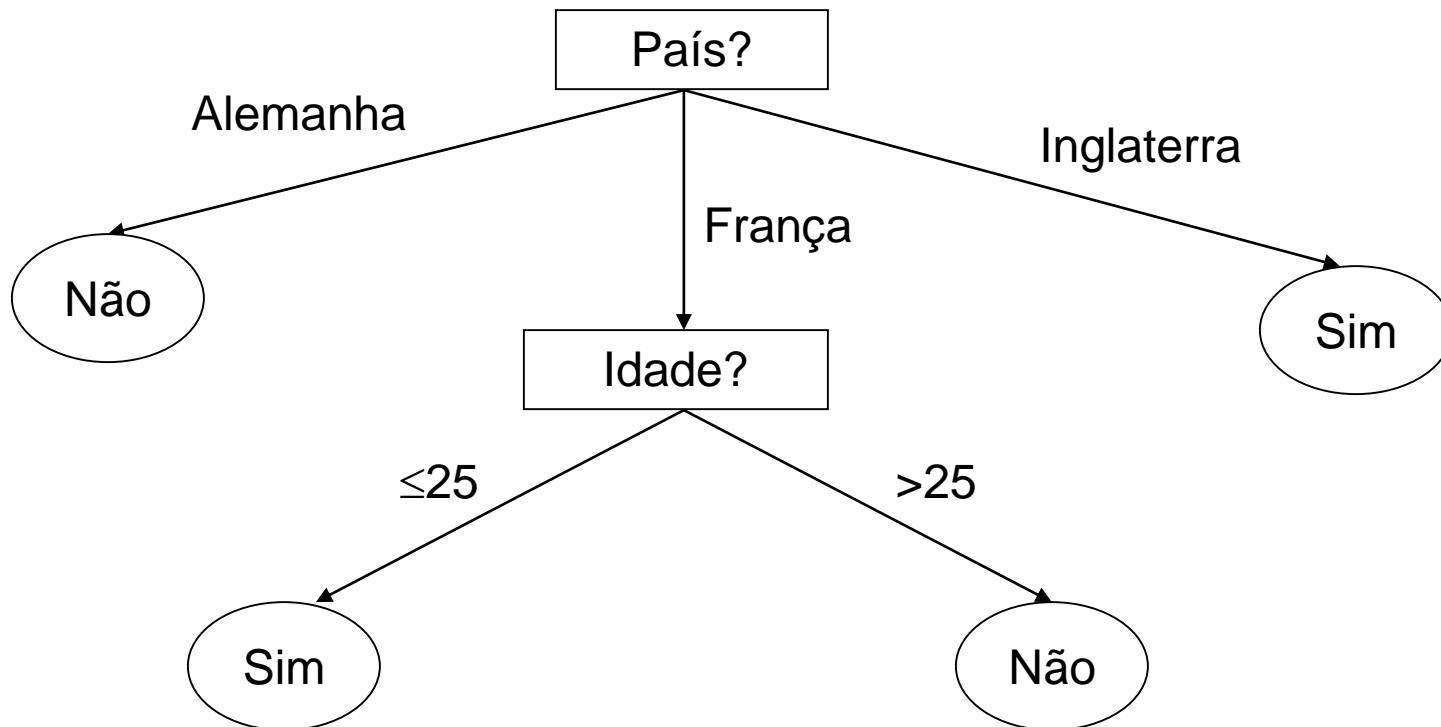 País?
Alemanha
Inglaterra
França
Não
Sim
Idade?
≤25
>25
Sim
Não